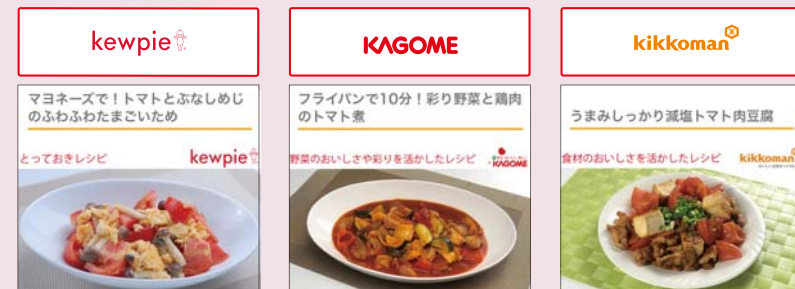 kewpie
KAGOME
kikkoman
マヨネーズで！トマトとぶなしめじ
のふわふわたまごいため
とっておきレシピ
kewpie
フライパンで10分！彩り野菜と鶏肉
のトマト煮
野菜のおいしさや彩りを活かしたレシピ
KAGOME
うまみしっかり減塩トマト肉豆腐
食材のおいしさを活かしたレシピ
kikkoman